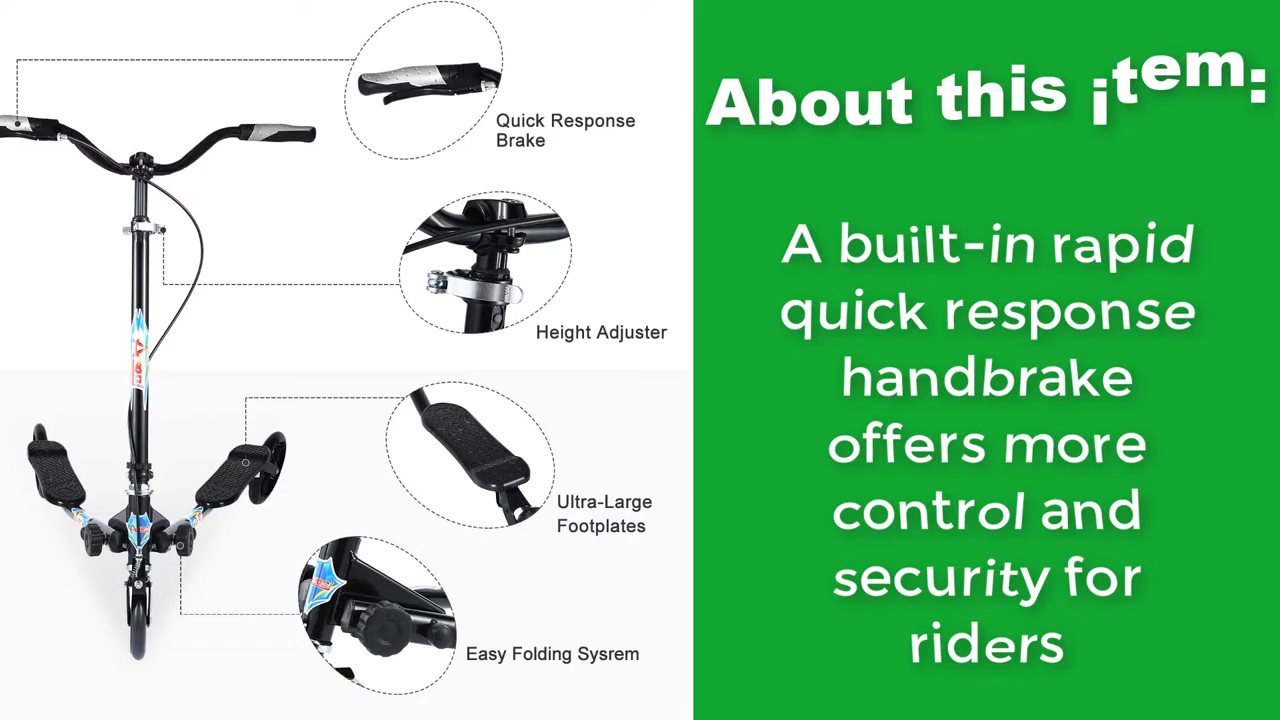 About this item:
Quick Response
Brake
Height Adjuster
Ultra-Large
Footplates
Easy Folding Sysrem
A built-in rapid
quick response
handbrake
offers more
control and
security for
riders